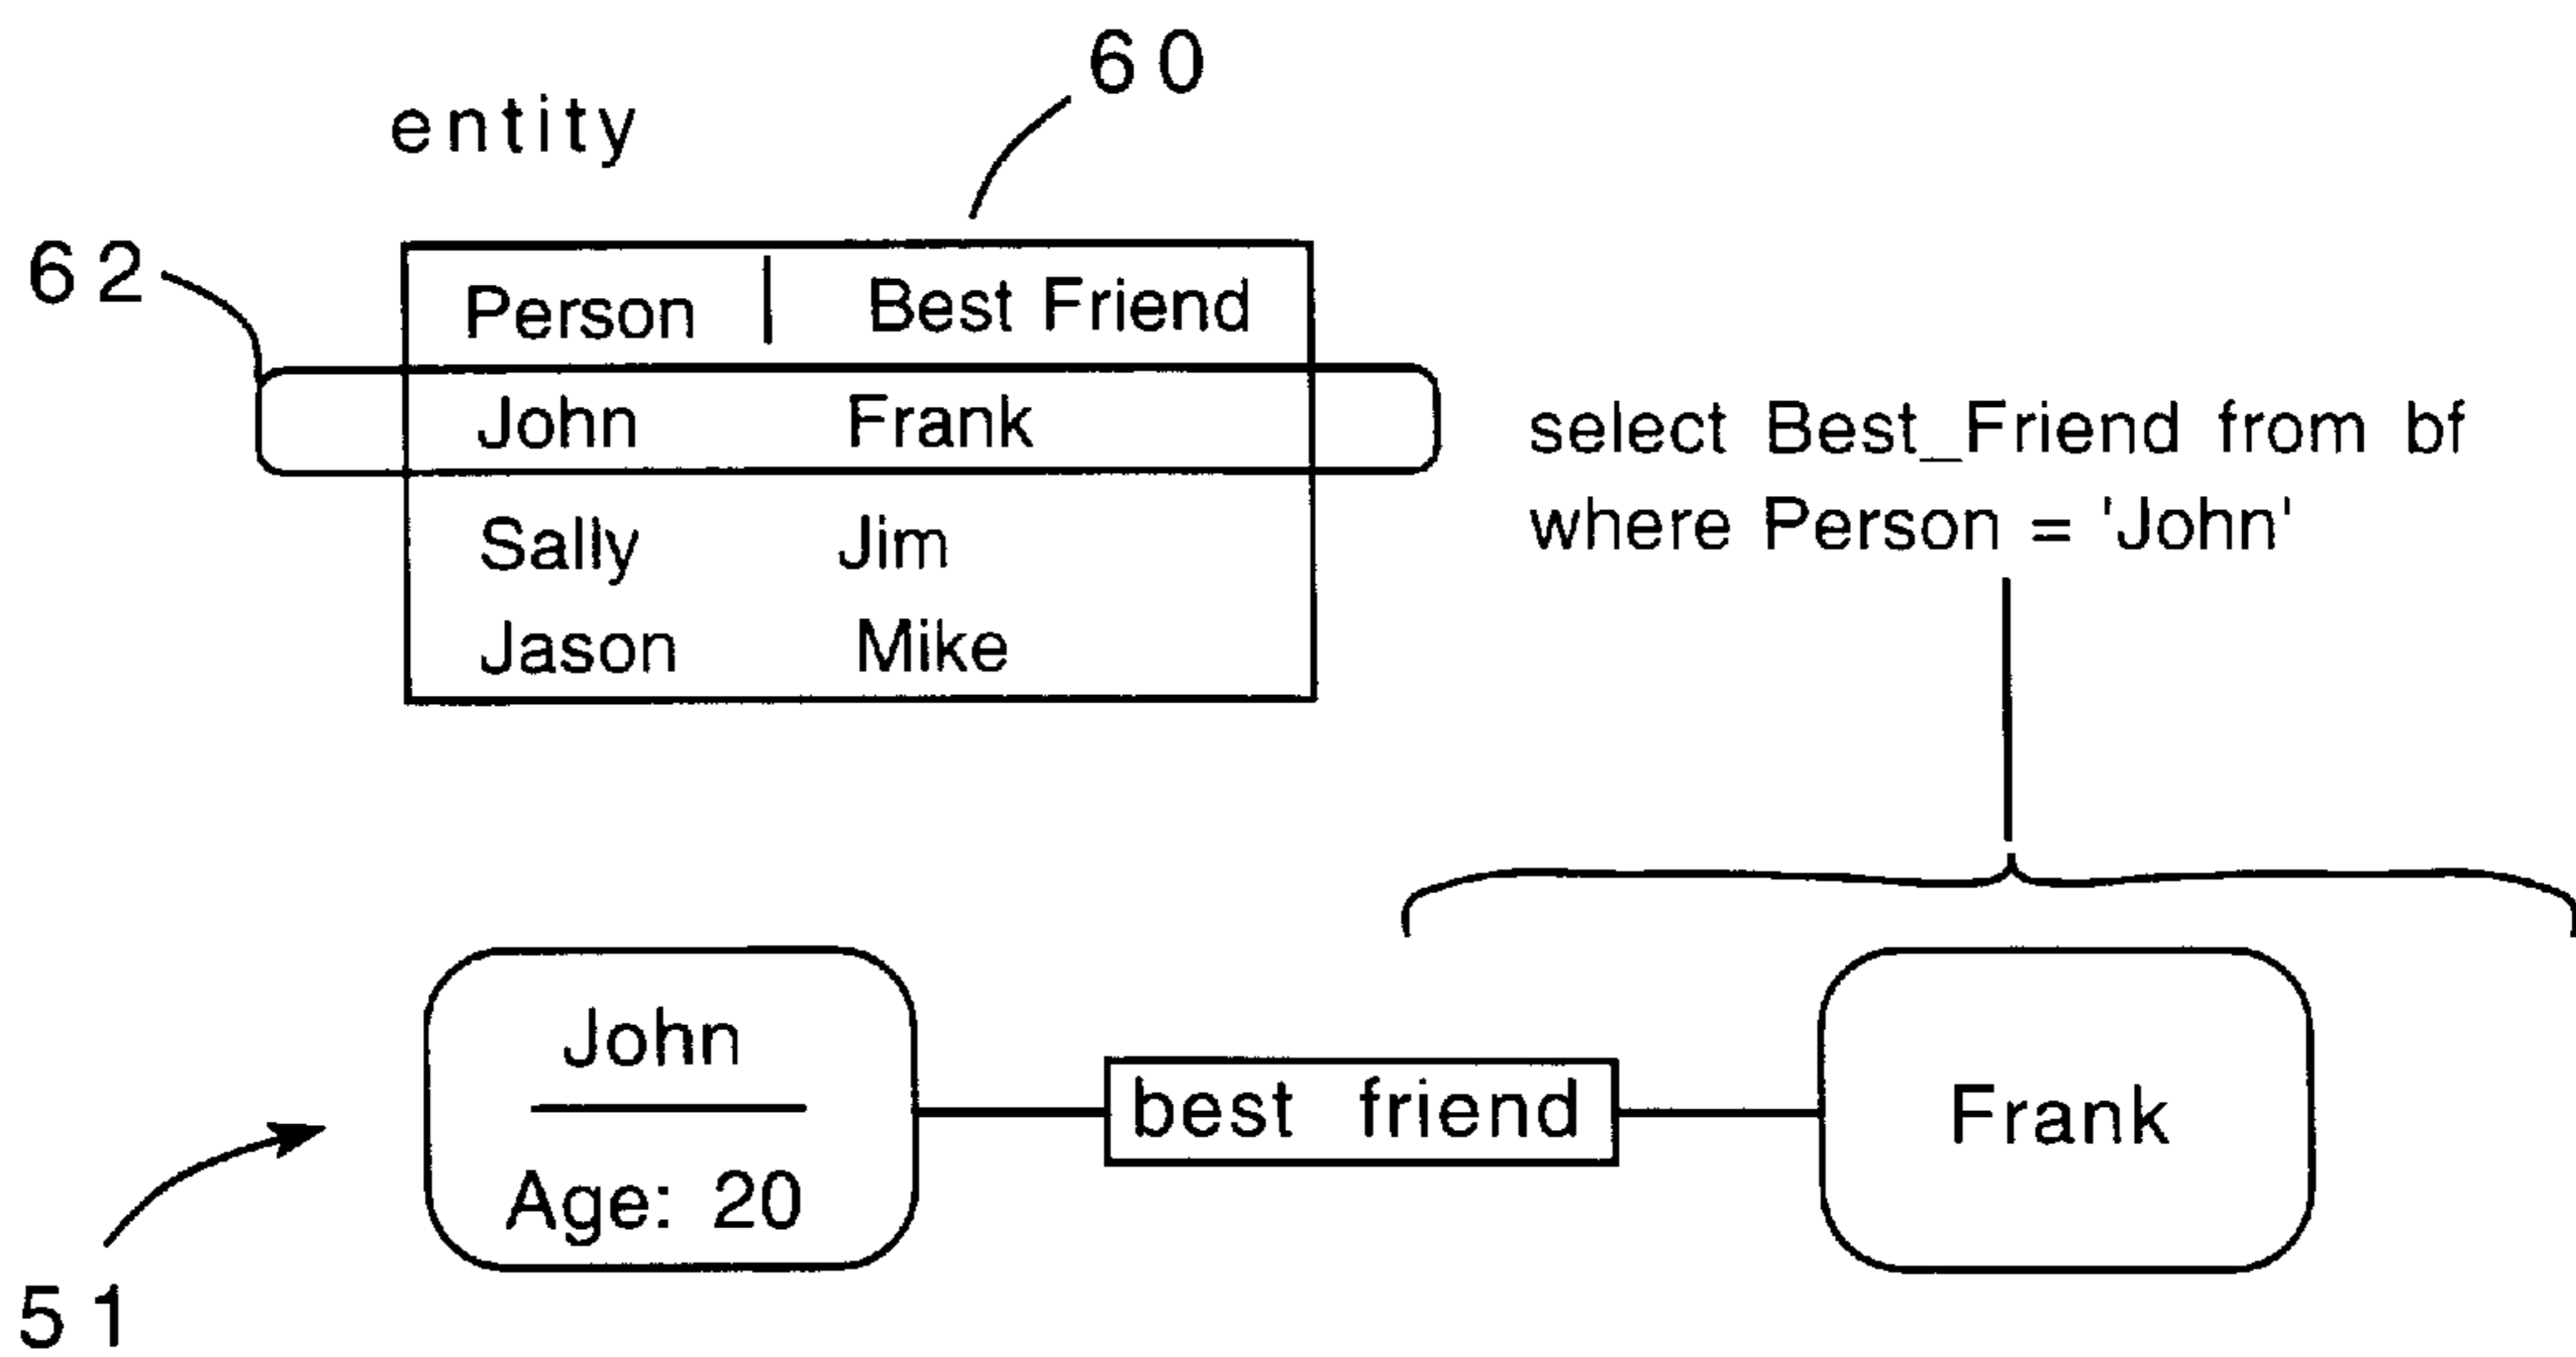 60
entity
62
Person | Best Friend
John Frank
Sally Jim
Jason Mike
select Best_Friend from bf
where Person = 'John'
John
Age: 20
best friend
Frank
51